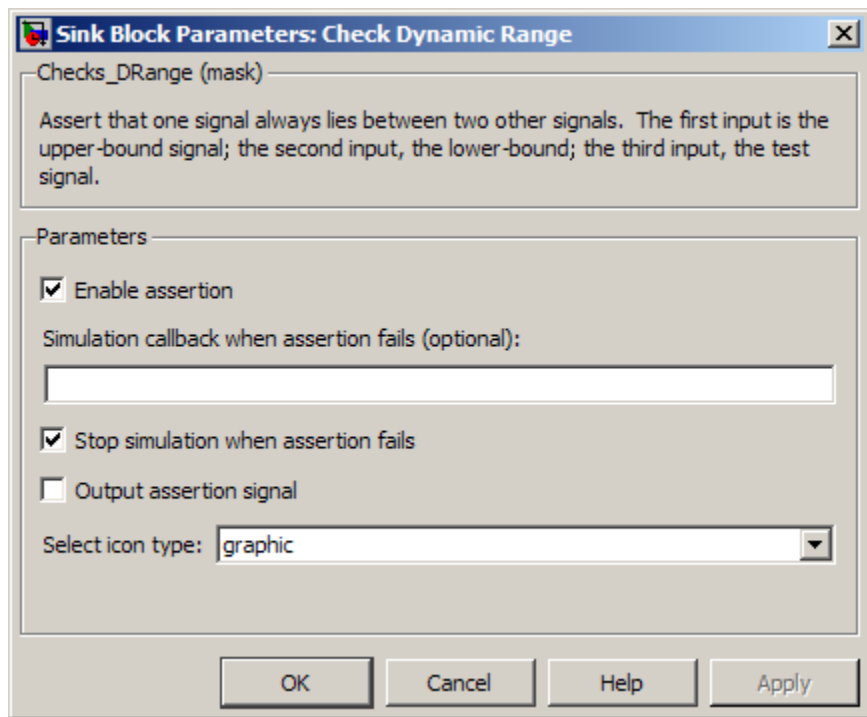 Sink Block Parameters: Check Dynamic Range
Checks_DRange (mask)
Assert that one signal always lies between two other signals.  The first input is the
upper-bound signal; the second input, the lower-bound; the third input, the test
signal.
Parameters
Enable assertion
Simulation callback when assertion fails (optional):
Stop simulation when assertion fails
Output assertion signal
Select icon type: graphic
OK Cancel Help Apply